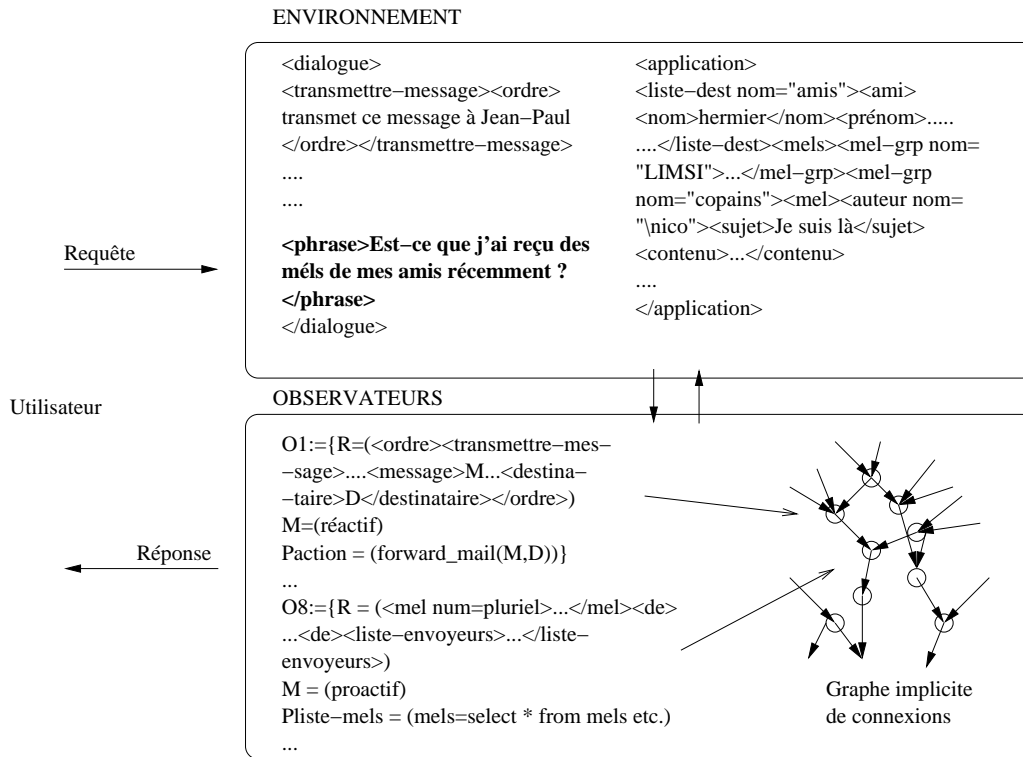 ENVIRONNEMENT
<dialogue>
<transmettre−message><ordre>
transmet ce message à Jean−Paul
</ordre></transmettre−message>
....
....
<phrase>Est−ce que j'ai reçu des
méls de mes amis récemment ?
</phrase>
</dialogue>
<application>
<liste−dest nom="amis"><ami>
<nom>hermier</nom><prénom>.....
....</liste−dest><mels><mel−grp nom=
"LIMSI">...</mel−grp><mel−grp
nom="copains"><mel><auteur nom=
"\nico"><sujet>Je suis là</sujet>
<contenu>...</contenu>
....
</application>
Requête
Utilisateur
Réponse
OBSERVATEURS
O1:={R=(<ordre><transmettre−mes−
−sage>....<message>M...<destina−
−taire>D</destinataire></ordre>)
M=(réactif)
Paction = (forward_mail(M,D))}
...
O8:={R = (<mel num=pluriel>...</mel><de>
...<de><liste−envoyeurs>...</liste−
envoyeurs>)
M = (proactif)
Pliste−mels = (mels=select * from mels etc.)
...
Graphe implicite
de connexions